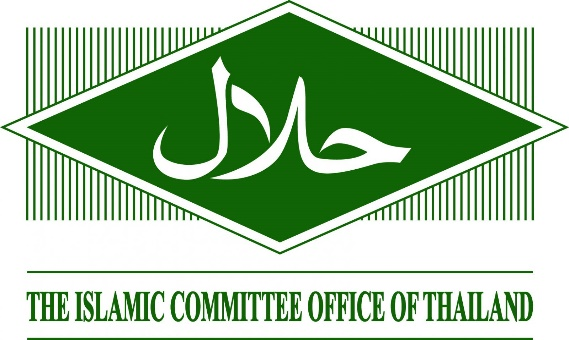 حلال
THE ISLAMIC COMMITTEE OFFICE OF THAILAND